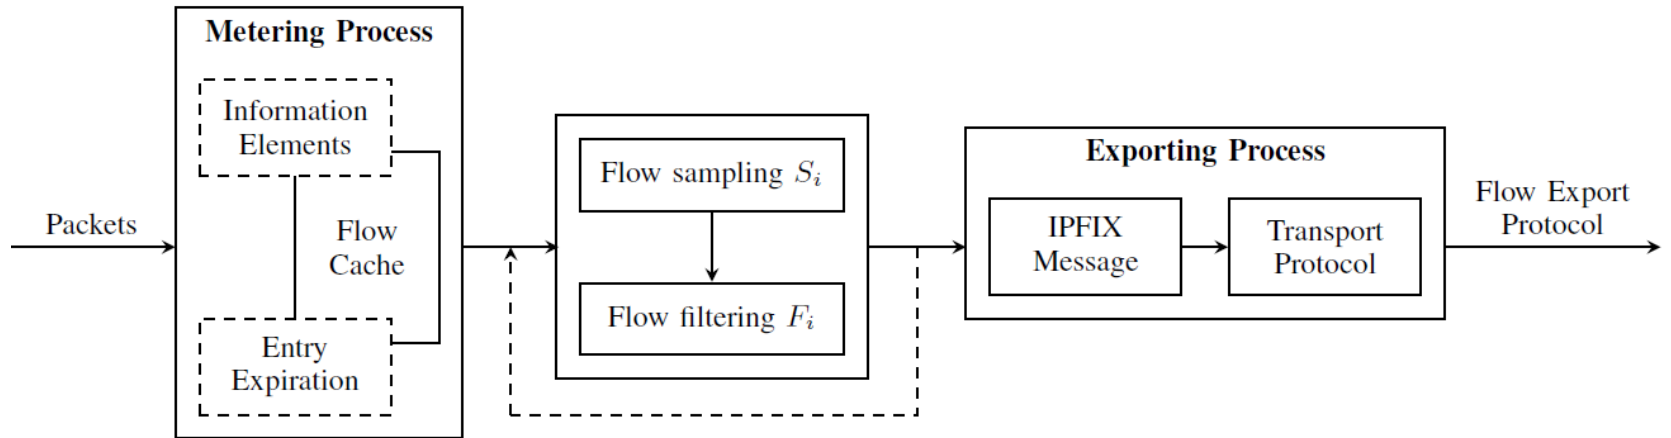 Metering Process
Information
Elements
Packets
Flow
Cache
Entry
Expiration
Flow sampling $S_i$
Flow filtering $F_i$
Exporting Process
IPFIX
Message
Transport
Protocol
Flow Export
Protocol